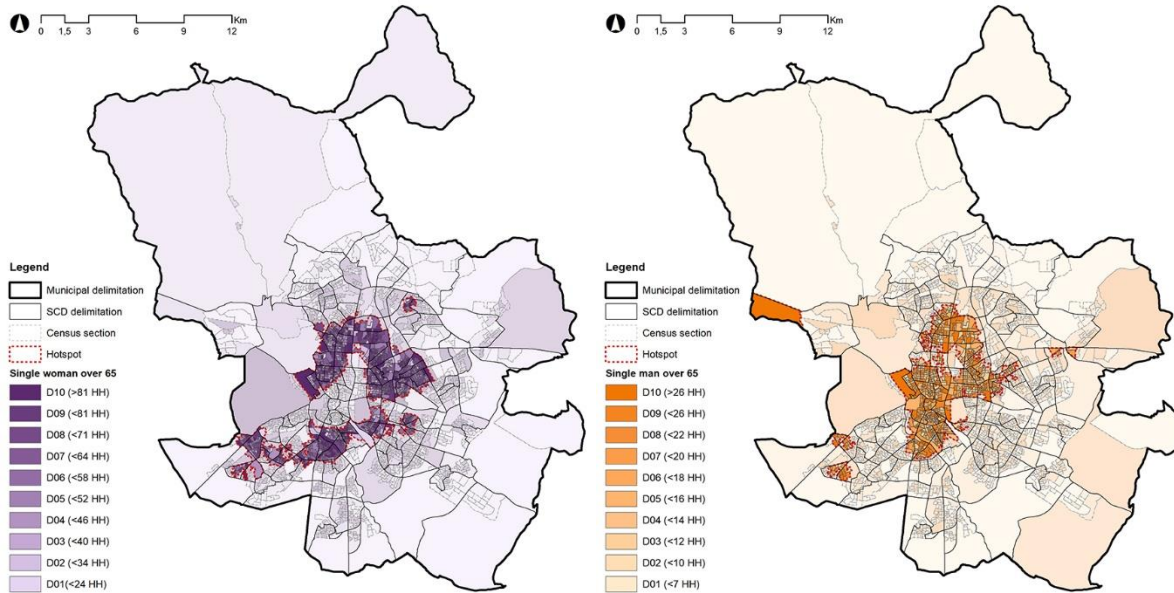 Km
0 1,5 3 6 9 12
Legend
Municipal delimitation
SCD delimitation
Census section
Hotspot
Single woman over 65
D10 (>81 HH)
D09 (<81 HH)
D08 (<71 HH)
D07 (<64 HH)
D06 (<58 HH)
D05 (<52 HH)
D04 (<46 HH)
D03 (<40 HH)
D02 (<34 HH)
D01(<24 HH)
Km
0 1,5 3 6 9 12
Legend
Municipal delimitation
SCD delimitation
Census section
Hotspot
Single man over 65
D10 (>26 HH)
D09 (<26 HH)
D08 (<22 HH)
D07 (<20 HH)
D06 (<18 HH)
D05 (<16 HH)
D04 (<14 HH)
D03 (<12 HH)
D02 (<10 HH)
D01 (<7 HH)